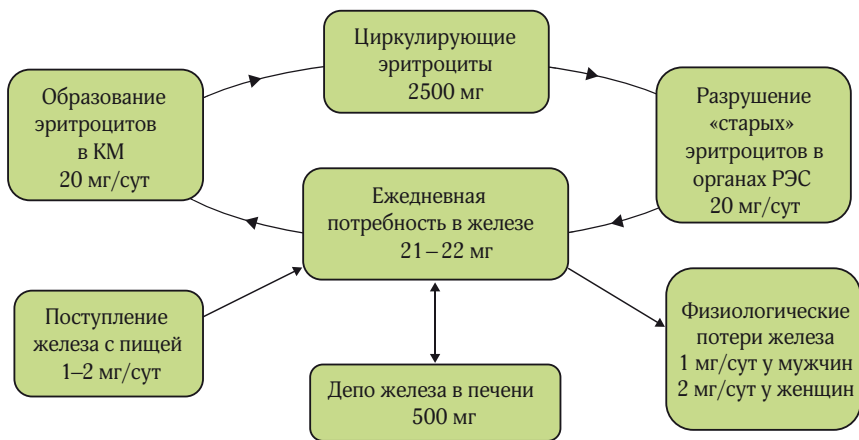 Циркулирующие
эритроциты
2500 мг
Образование
эритроцитов
в КМ
20 мг/сут
Разрушение
«старых»
эритроцитов в
органах РЭС
20 мг/сут
Ежедневная
потребность в железе
21–22 мг
Поступление
железа с пищей
1–2 мг/сут
Депо железа в печени
500 мг
Физиологические
потери железа
1 мг/сут у мужчин
2 мг/сут у женщин